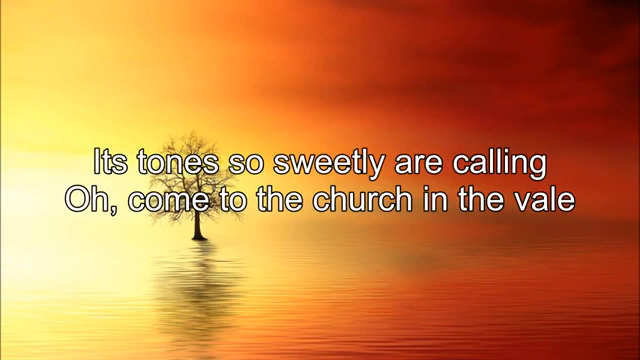 Its tones so sweetly are calling
Oh, come to the church in the vale